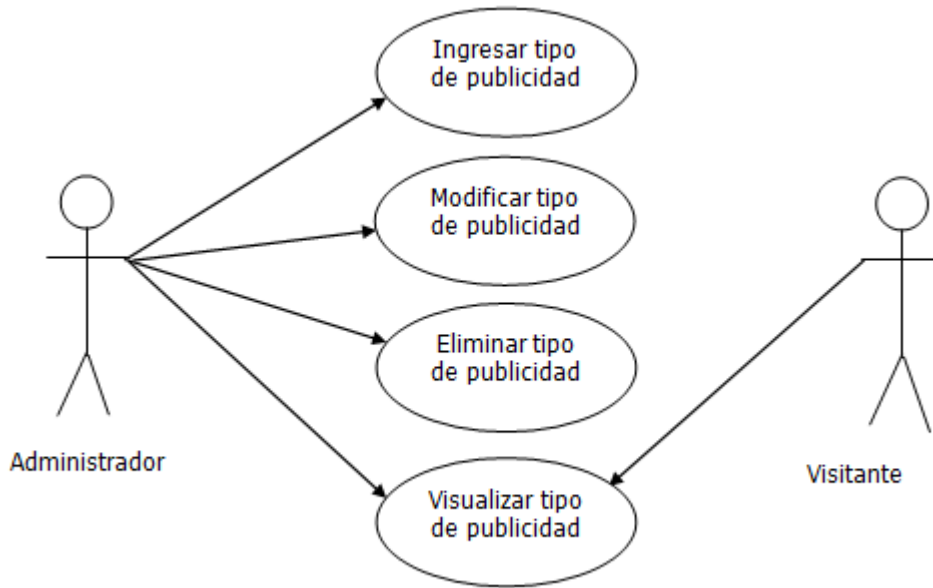 Ingresar tipo
de publicidad
Modificar tipo
de publicidad
Eliminar tipo
de publicidad
Administrador
Visitante
Visualizar tipo
de publicidad